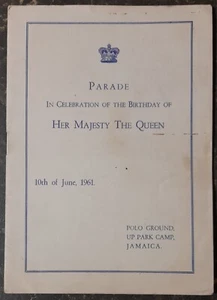 PARADE
IN CELEBRATION OF THE BIRTHDAY OF
HER MAJESTY THE QUEEN
10th of June, 1961.
POLO GROUND,
UP PARK CAMP,
JAMAICA.